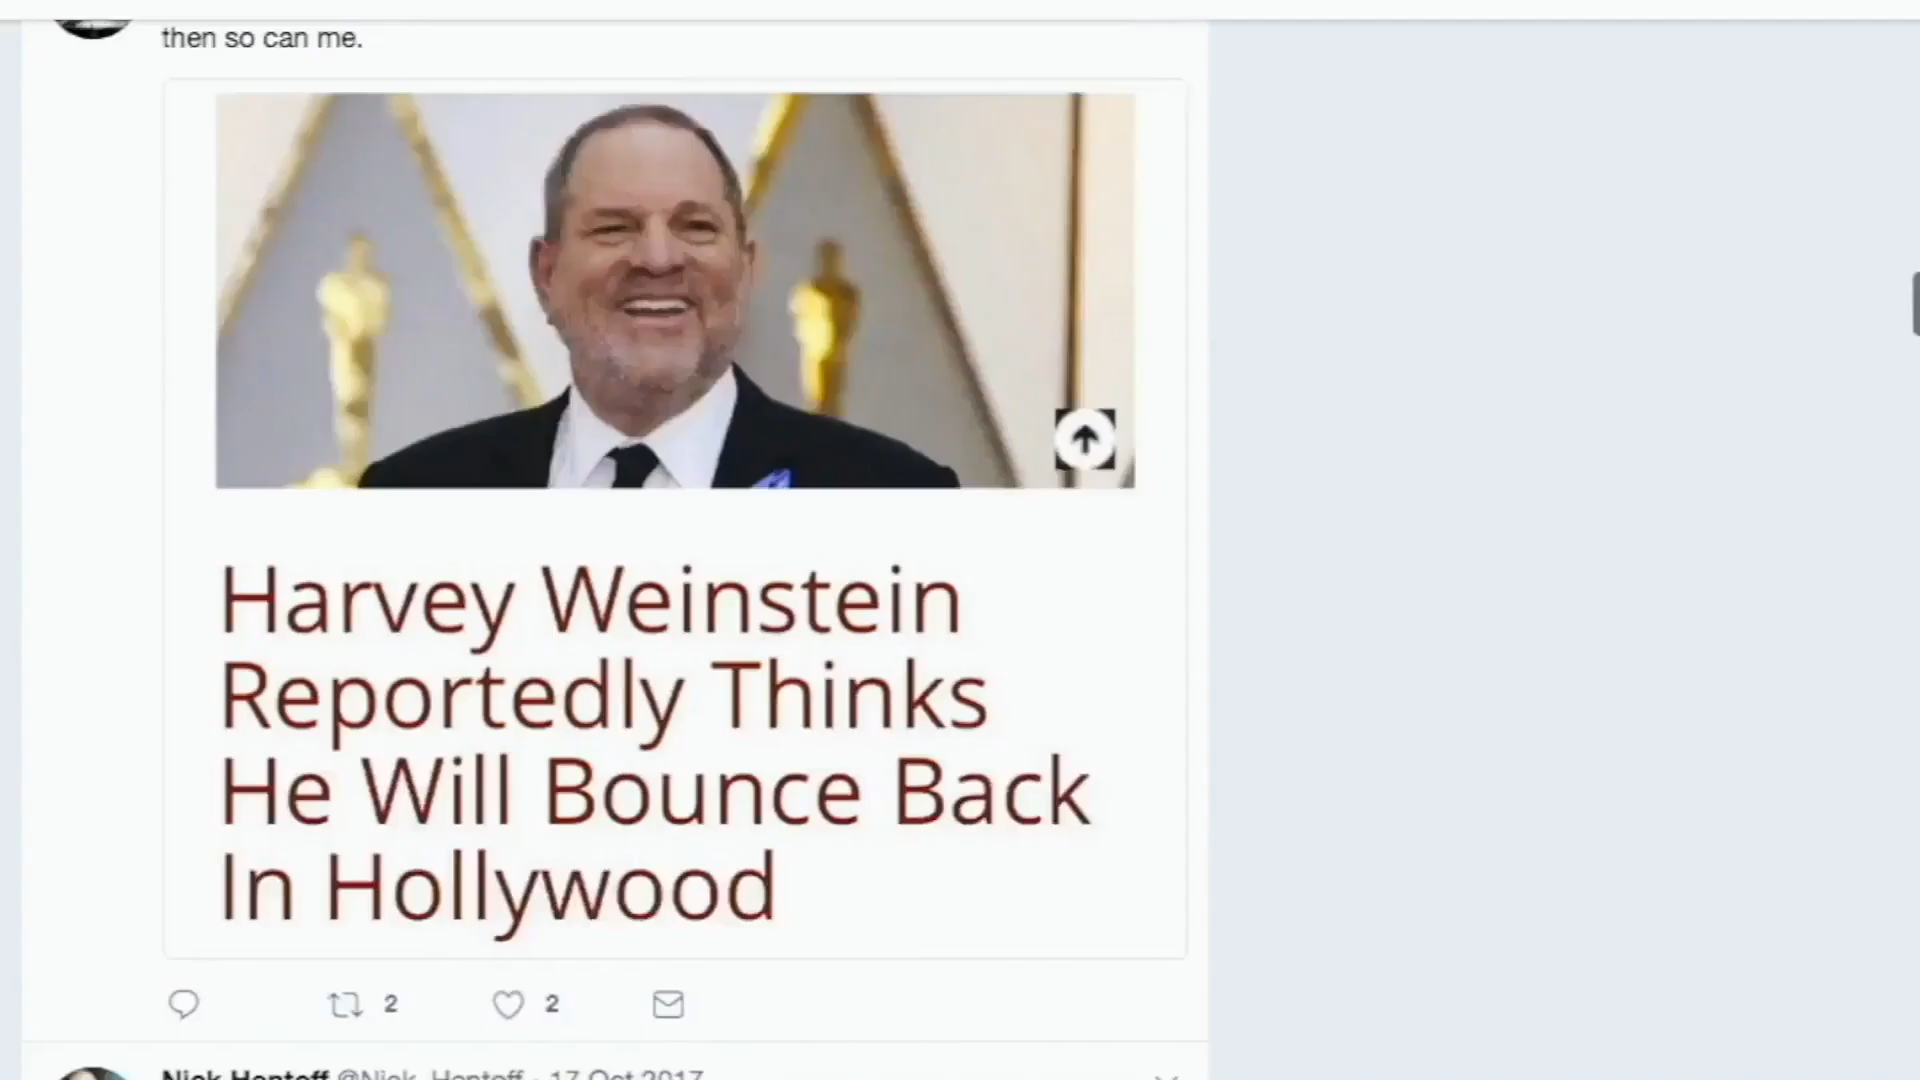 then so can me.
Harvey Weinstein
Reportedly Thinks
He Will Bounce Back
In Hollywood
2 2
Nick Hentoff @Nick_Hentoff · 17 Oct 2017